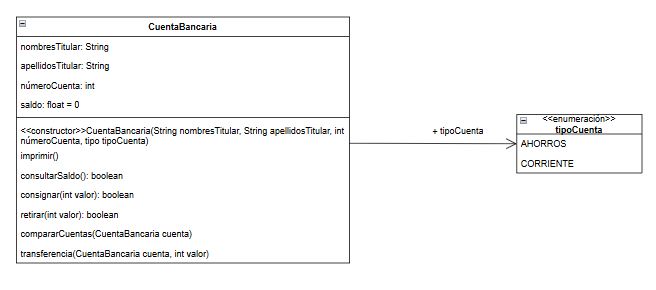 CuentaBancaria
nombresTitular: String
apellidosTitular: String
númeroCuenta: int
saldo: float = 0
<<constructor>>CuentaBancaria(String nombresTitular, String apellidosTitular, int
númeroCuenta, tipo tipoCuenta)
imprimir()
consultarSaldo(): boolean
consignar(int valor): boolean
retirar(int valor): boolean
compararCuentas(CuentaBancaria cuenta)
transferencia(CuentaBancaria cuenta, int valor)
+ tipoCuenta
<<enumeración>>
tipoCuenta
AHORROS
CORRIENTE